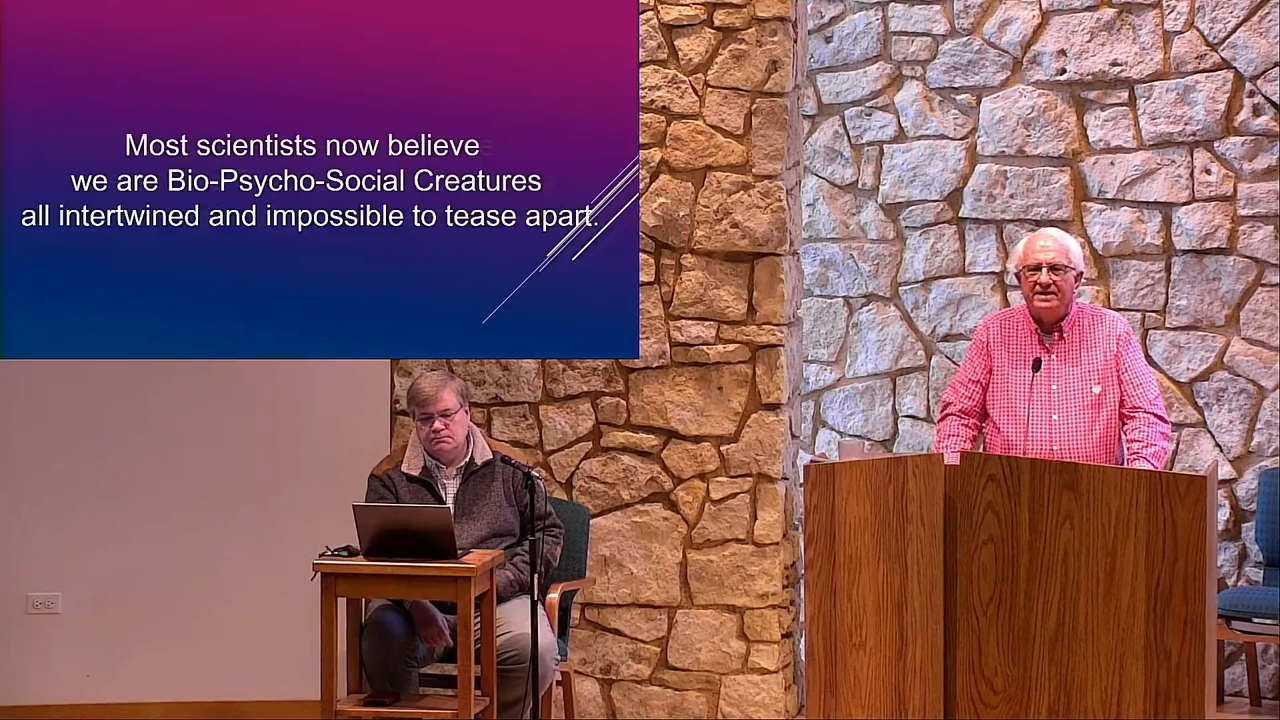 Most scientists now believe
we are Bio-Psycho-Social Creatures
all intertwined and impossible to tease apart.